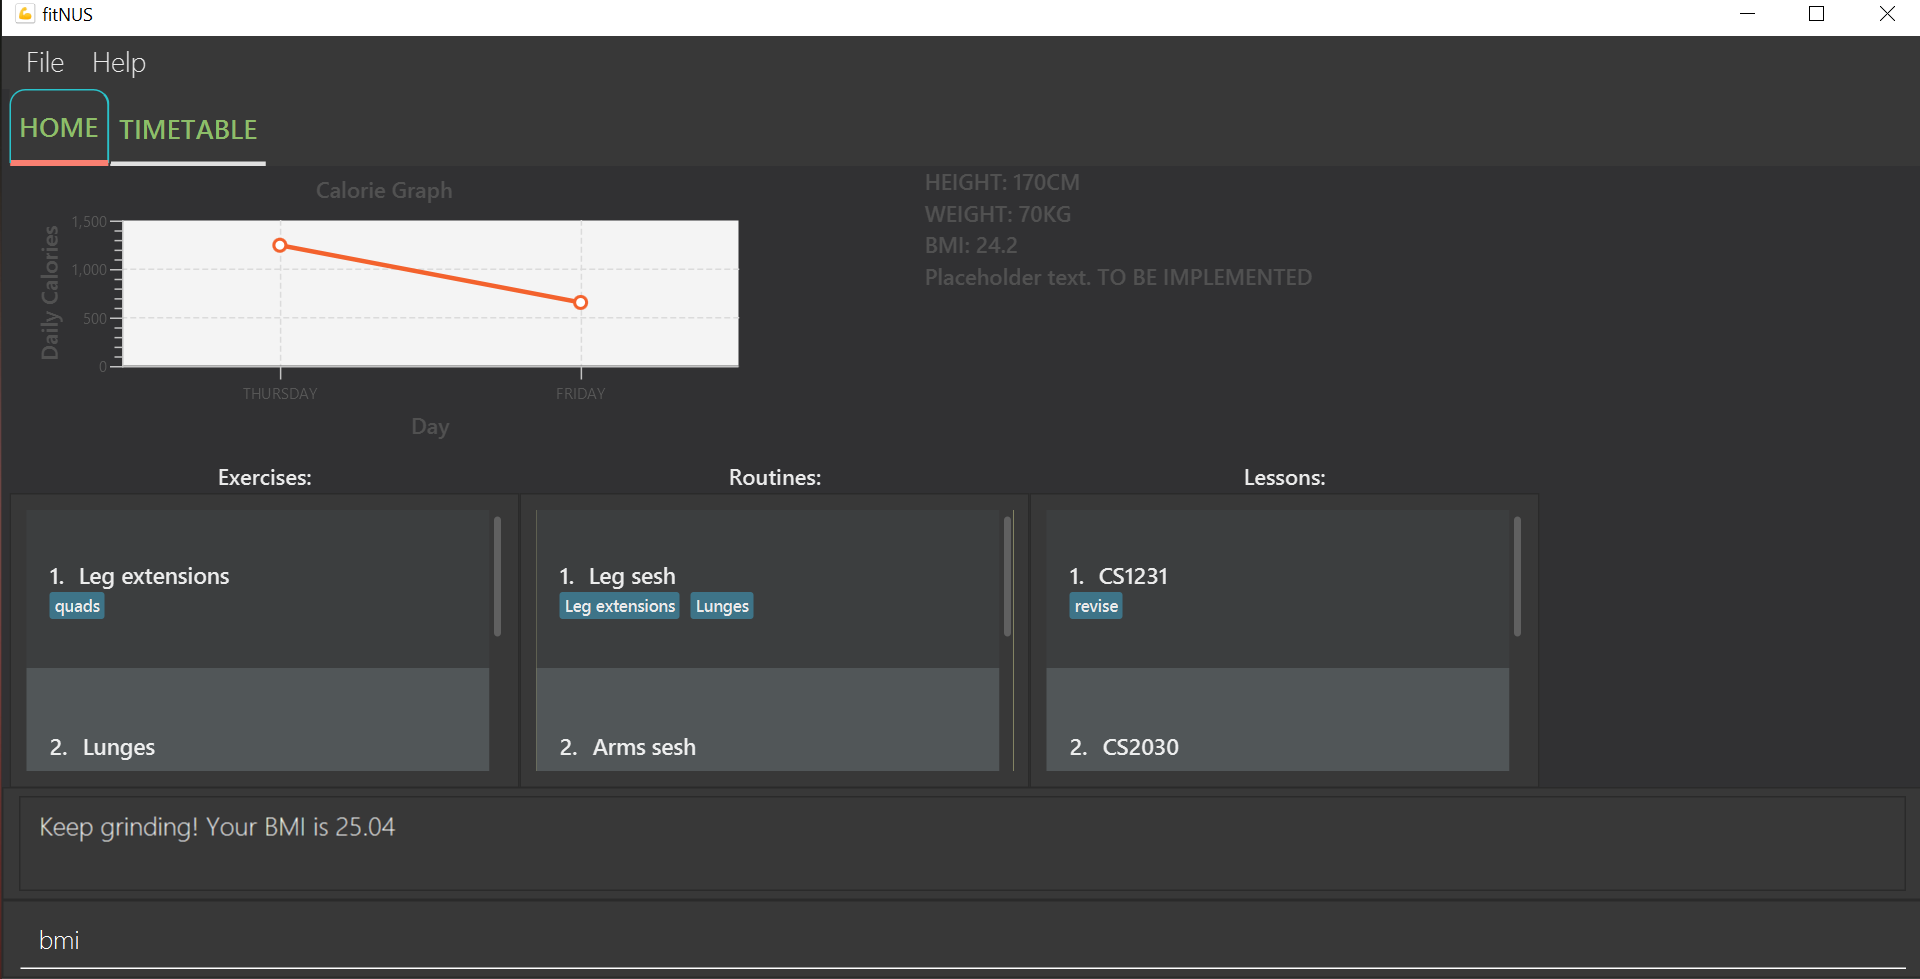 fitNUS
File Help
HOME TIMETABLE
Calorie Graph
Daily Calories
1,500
1,000
500
0
THURSDAY FRIDAY
Day
HEIGHT: 170CM
WEIGHT: 70KG
BMI: 24.2
Placeholder text. TO BE IMPLEMENTED
Exercises:
1. Leg extensions
quads
2. Lunges
Routines:
1. Leg sesh
Leg extensions Lunges
2. Arms sesh
Lessons:
1. CS1231
revise
2. CS2030
Keep grinding! Your BMI is 25.04
bmi